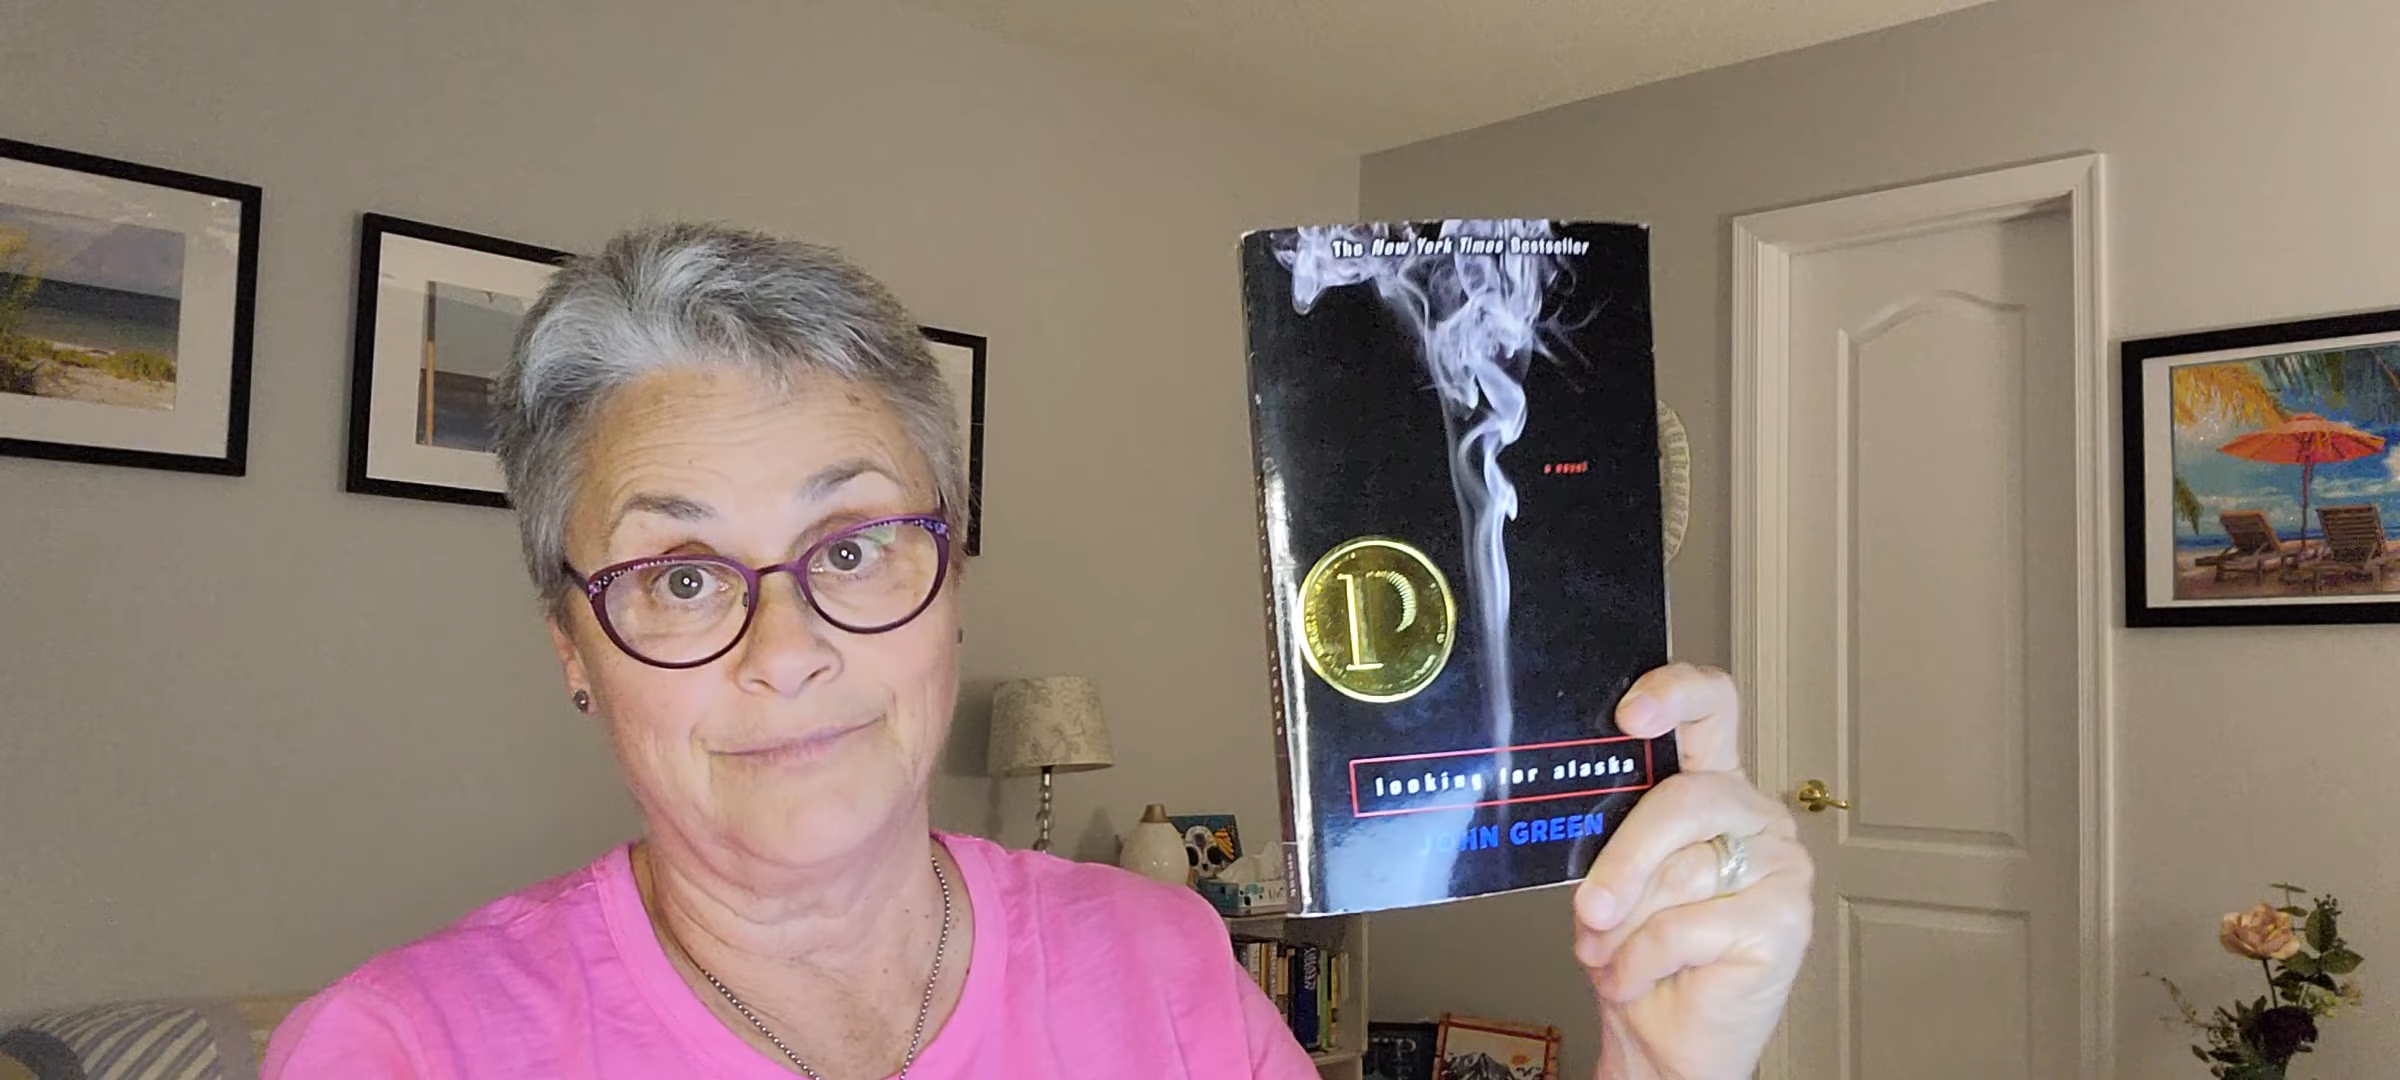 The New York Times Bestseller
a novel
P
looking for alaska
JOHN GREEN